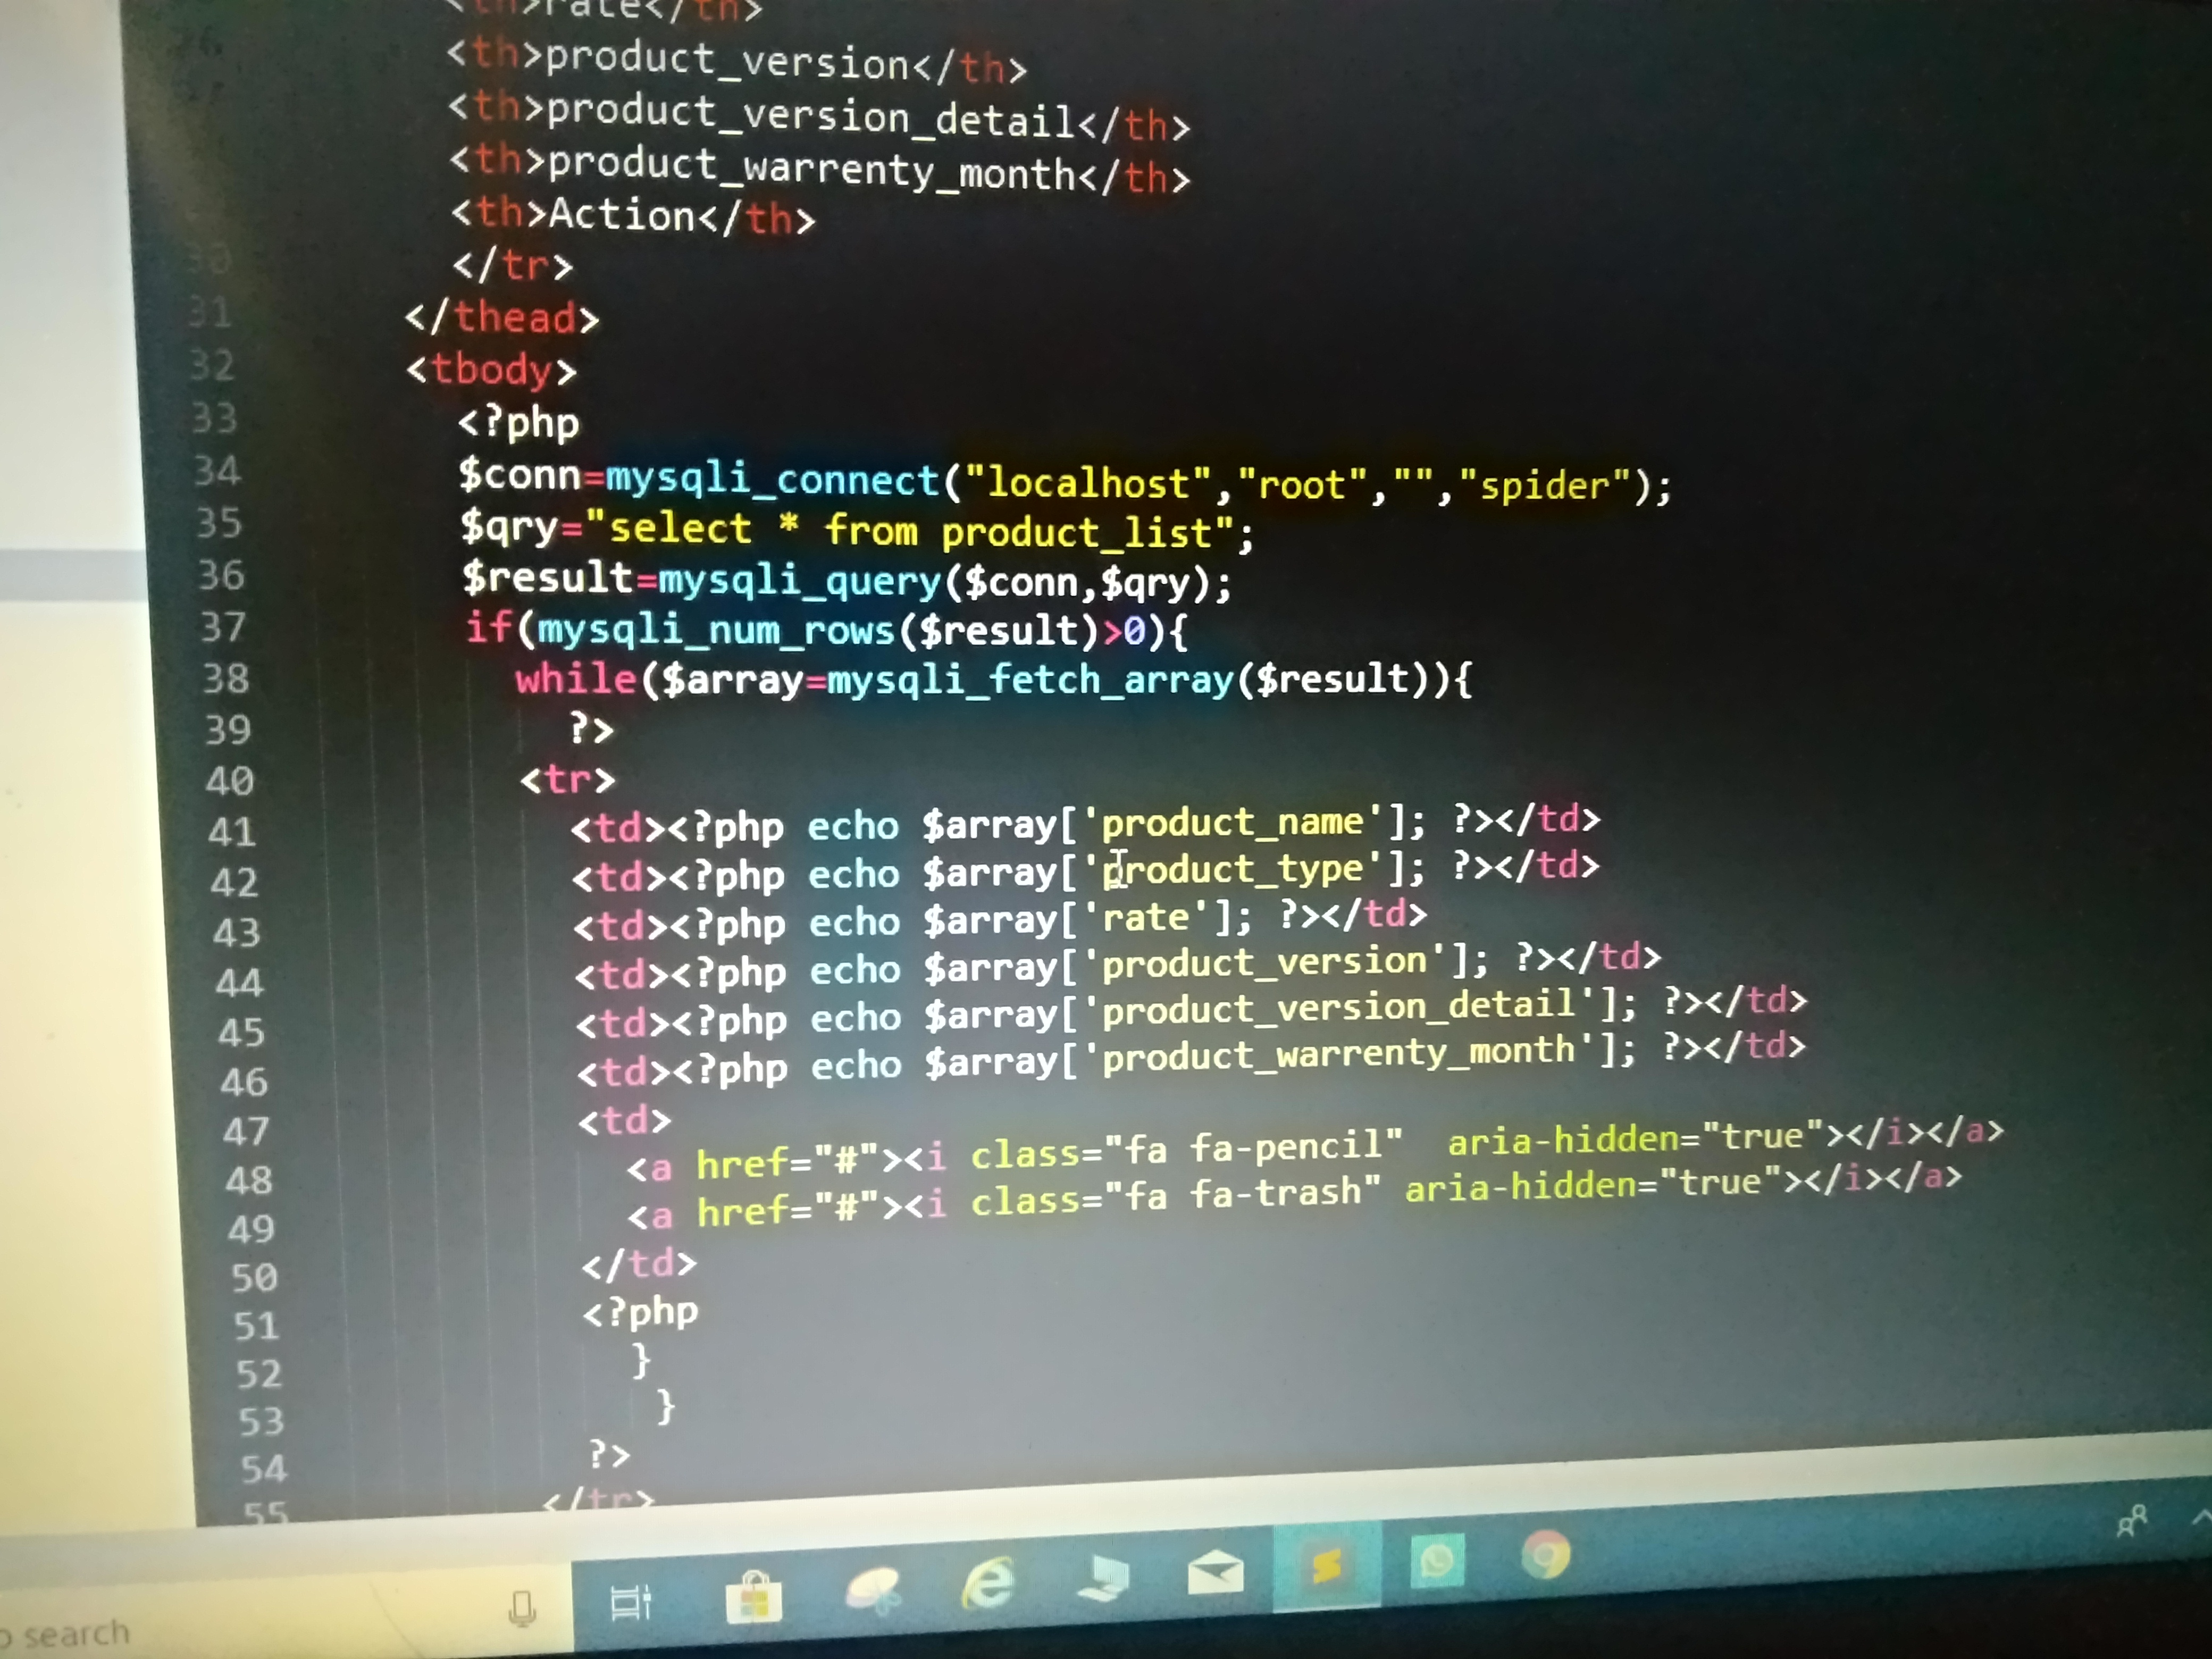 <th>rate</th>
<th>product_version</th>
<th>product_version_detail</th>
<th>product_warrenty_month</th>
<th>Action</th>
30 </tr>
31 </thead>
32 <tbody>
33 <?php
34 $conn=mysqli_connect("localhost","root","","spider");
35 $qry="select * from product_list";
36 $result=mysqli_query($conn,$qry);
37 if(mysqli_num_rows($result)>0){
38 while($array=mysqli_fetch_array($result)){
39 ?>
40 <tr>
41 <td><?php echo $array['product_name']; ?></td>
42 <td><?php echo $array['product_type']; ?></td>
43 <td><?php echo $array['rate']; ?></td>
44 <td><?php echo $array['product_version']; ?></td>
45 <td><?php echo $array['product_version_detail']; ?></td>
46 <td><?php echo $array['product_warrenty_month']; ?></td>
47 <td>
48 <a href="#"><i class="fa fa-pencil"  aria-hidden="true"></i></a>
49 <a href="#"><i class="fa fa-trash" aria-hidden="true"></i></a>
50 </td>
51 <?php
52 }
53 }
54 ?>
55 </tr>
search